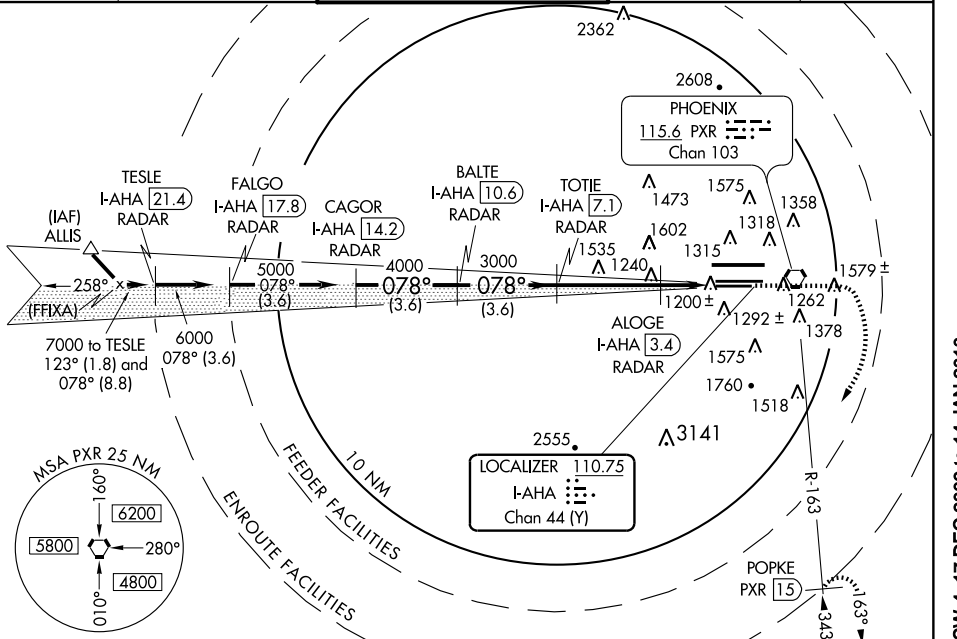 2362
2608
PHOENIX
115.6 PXR
Chan 103
TESLE
I-AHA 21.4
RADAR
FALGO
I-AHA 17.8
RADAR
CAGOR
I-AHA 14.2
RADAR
BALTE
I-AHA 10.6
RADAR
TOTIE
I-AHA 7.1
RADAR
(IAF)
ALLIS
1473
1575
1358
1602
1318
1315
1535
1240
1579 ±
258°
x
(FFIXA)
5000
078°
(3.6)
4000
078°
(3.6)
3000
078°
(3.6)
1200 ±
1262
1292 ±
1378
7000 to TESLE
123° (1.8) and
078° (8.8)
6000
078° (3.6)
ALOGE
I-AHA 3.4
RADAR
1575
1760
1518
3141
2555
LOCALIZER 110.75
I-AHA
Chan 44 (Y)
10 NM
FEEDER FACILITIES
ENROUTE FACILITIES
MSA PXR 25 NM
160°
6200
5800
280°
4800
010°
R-163
POPKE
PXR 15
163°
343